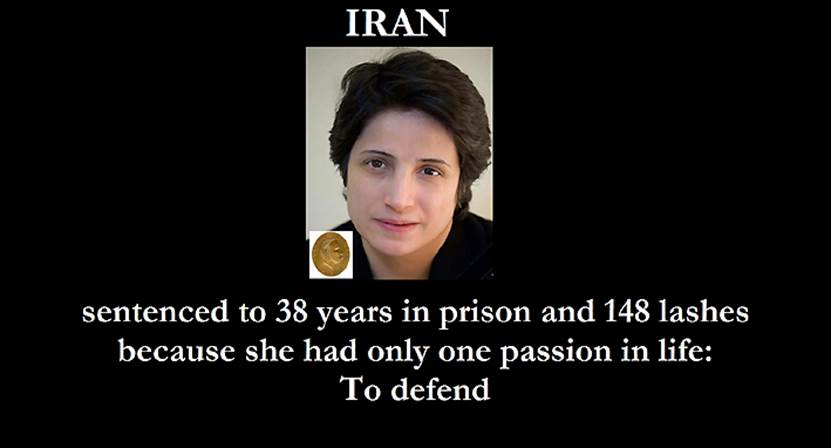 IRAN
sentenced to 38 years in prison and 148 lashes
because she had only one passion in life:
To defend